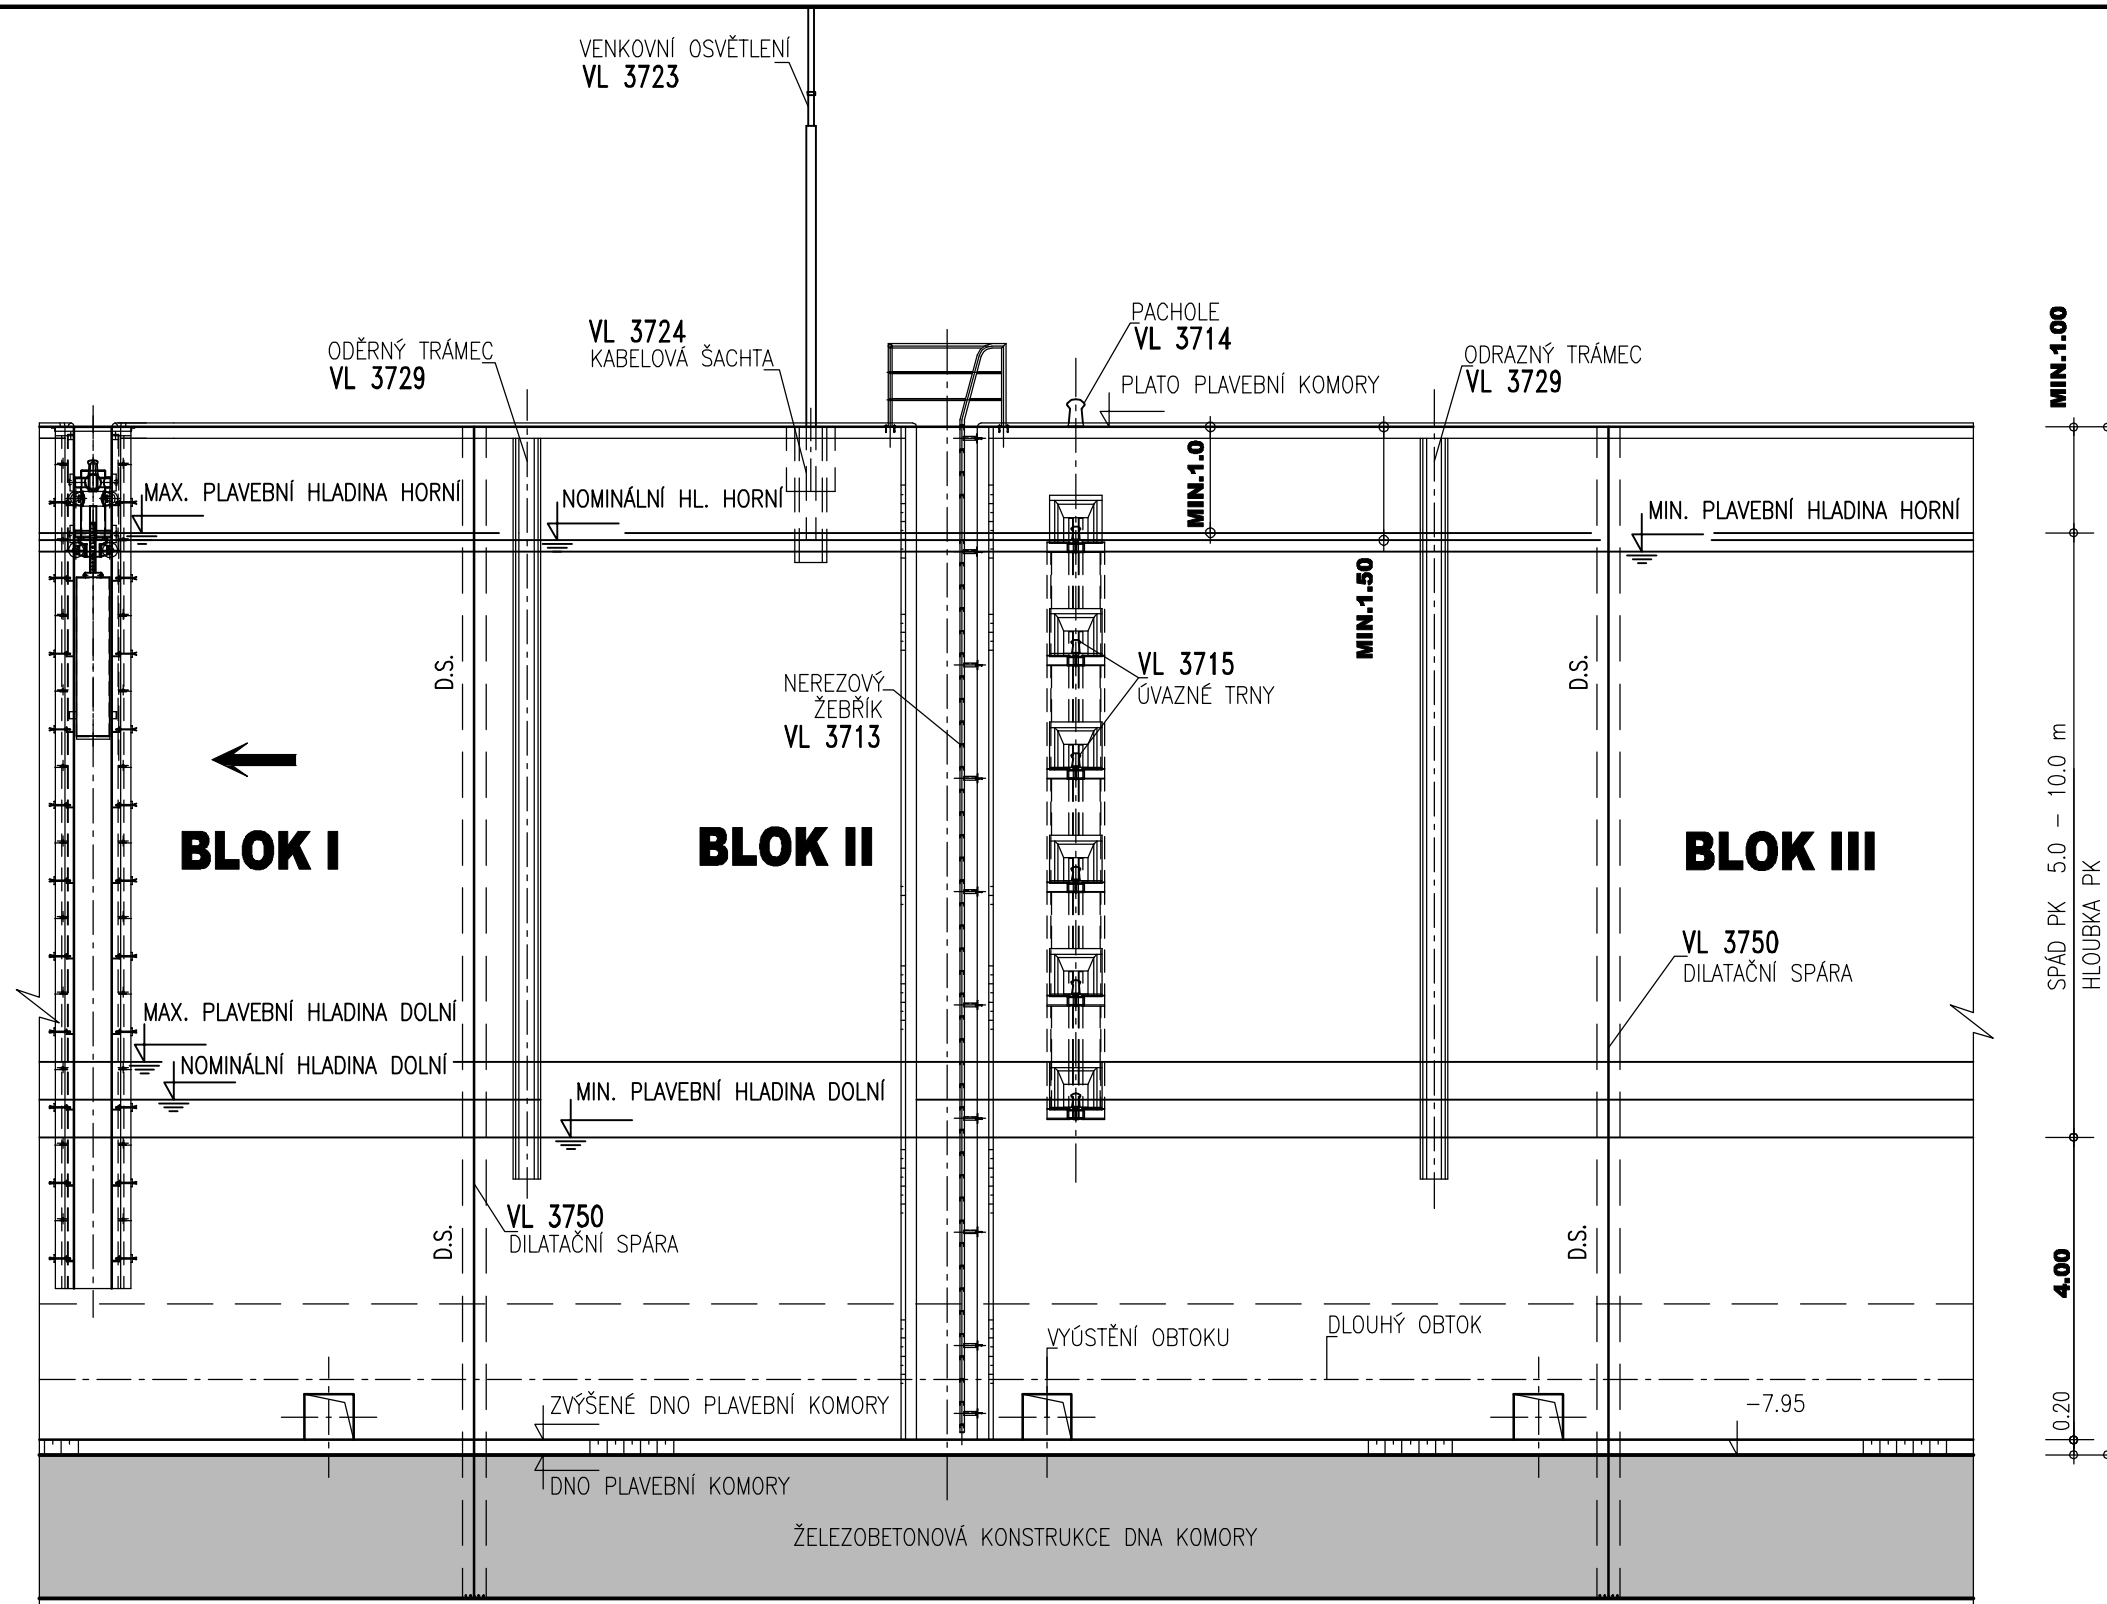 VENKOVNÍ OSVĚTLENÍ
VL 3723
ODĚRNÝ TRÁMEC
VL 3729
VL 3724
KABELOVÁ ŠACHTA
PACHOLE
VL 3714
PLATO PLAVEBNÍ KOMORY
ODRAZNÝ TRÁMEC
VL 3729
MIN.1.00
MAX. PLAVEBNÍ HLADINA HORNÍ
NOMINÁLNÍ HL. HORNÍ
MIN.1.0
MIN. PLAVEBNÍ HLADINA HORNÍ
MIN.1.50
D.S.
NEREZOVÝ
ŽEBŘÍK
VL 3713
VL 3715
ÚVAZNÉ TRNY
D.S.
BLOK I
BLOK II
BLOK III
SPÁD PK 5.0 – 10.0 m
HLOUBKA PK
VL 3750
DILATAČNÍ SPÁRA
MAX. PLAVEBNÍ HLADINA DOLNÍ
NOMINÁLNÍ HLADINA DOLNÍ
MIN. PLAVEBNÍ HLADINA DOLNÍ
D.S.
VL 3750
DILATAČNÍ SPÁRA
D.S.
4.00
VYÚSTĚNÍ OBTOKU
DLOUHÝ OBTOK
ZVÝŠENÉ DNO PLAVEBNÍ KOMORY
-7.95
0.20
DNO PLAVEBNÍ KOMORY
ŽELEZOBETONOVÁ KONSTRUKCE DNA KOMORY